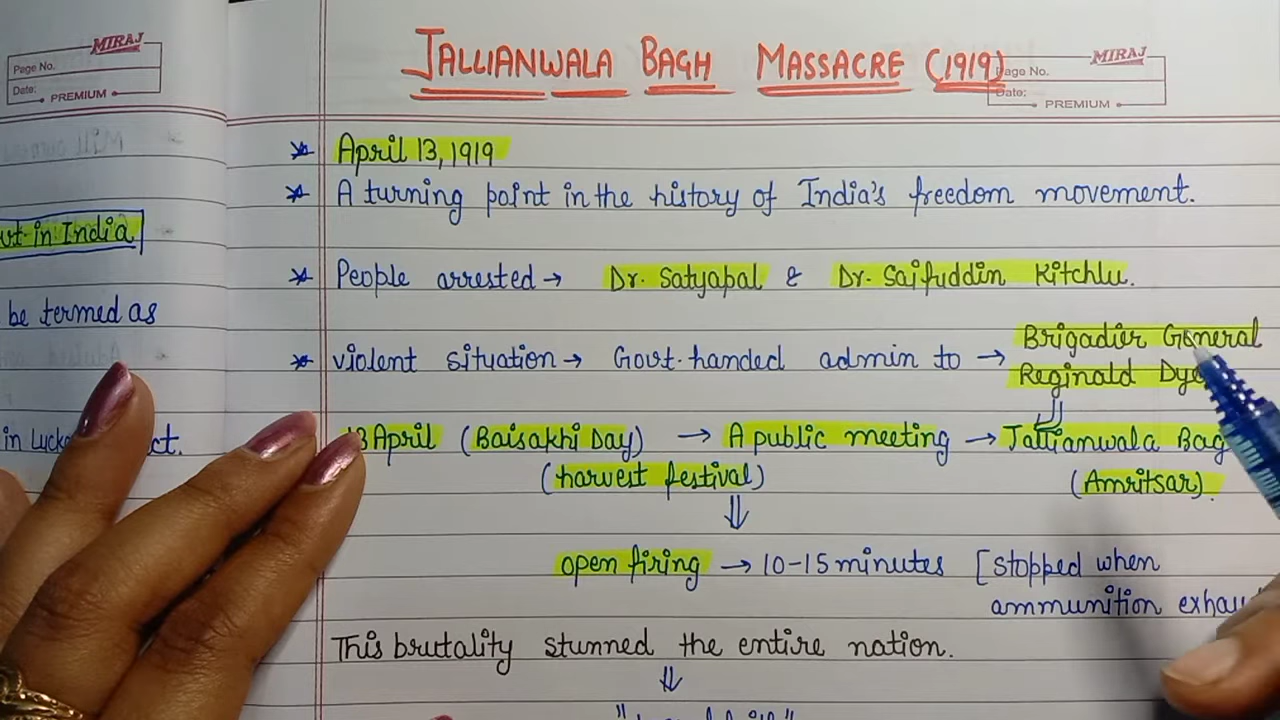 MIRAJ
Page No.
Date:
PREMIUM
MIRAJ
Page No.
Date:
PREMIUM
JALLIANWALA BAGH MASSACRE (1919)
in India
be termed as
in
* April 13, 1919
* A turning point in the history of India's freedom movement.
* People arrested → Dr. Satyapal & Dr. Saifuddin Kitchlu.
* violent situation → Govt. handed admin to → Brigadier General
Reginald
13 April (Baisakhi Day) → A public meeting → Jallianwala
(harvest festival)
(Amritsar).
⇓
open firing → 10-15 minutes [stopped when
ammunition
This brutality stunned the entire nation.
⇓